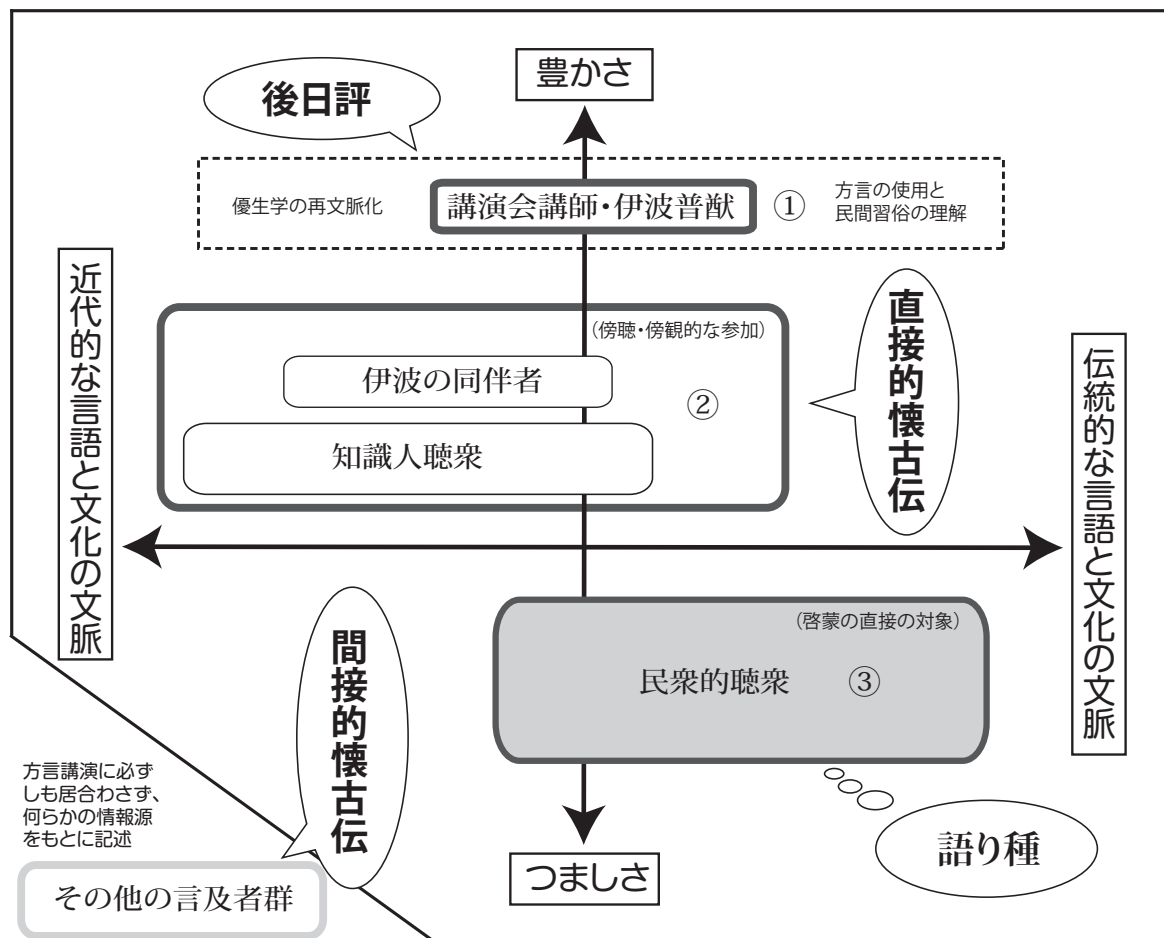 豊かさ
後日評
優生学の再文脈化
講演会講師・伊波普猷
①
方言の使用と
民間習俗の理解
近代的な言語と文化の文脈
(傍聴・傍観的な参加)
伊波の同伴者
②
知識人聴衆
直接的懐古伝
伝統的な言語と文化の文脈
(啓蒙の直接の対象)
民衆的聴衆
③
間接的懐古伝
方言講演に必ず
しも居合わさず、
何らかの情報源
をもとに記述
その他の言及者群
つましさ
語り種